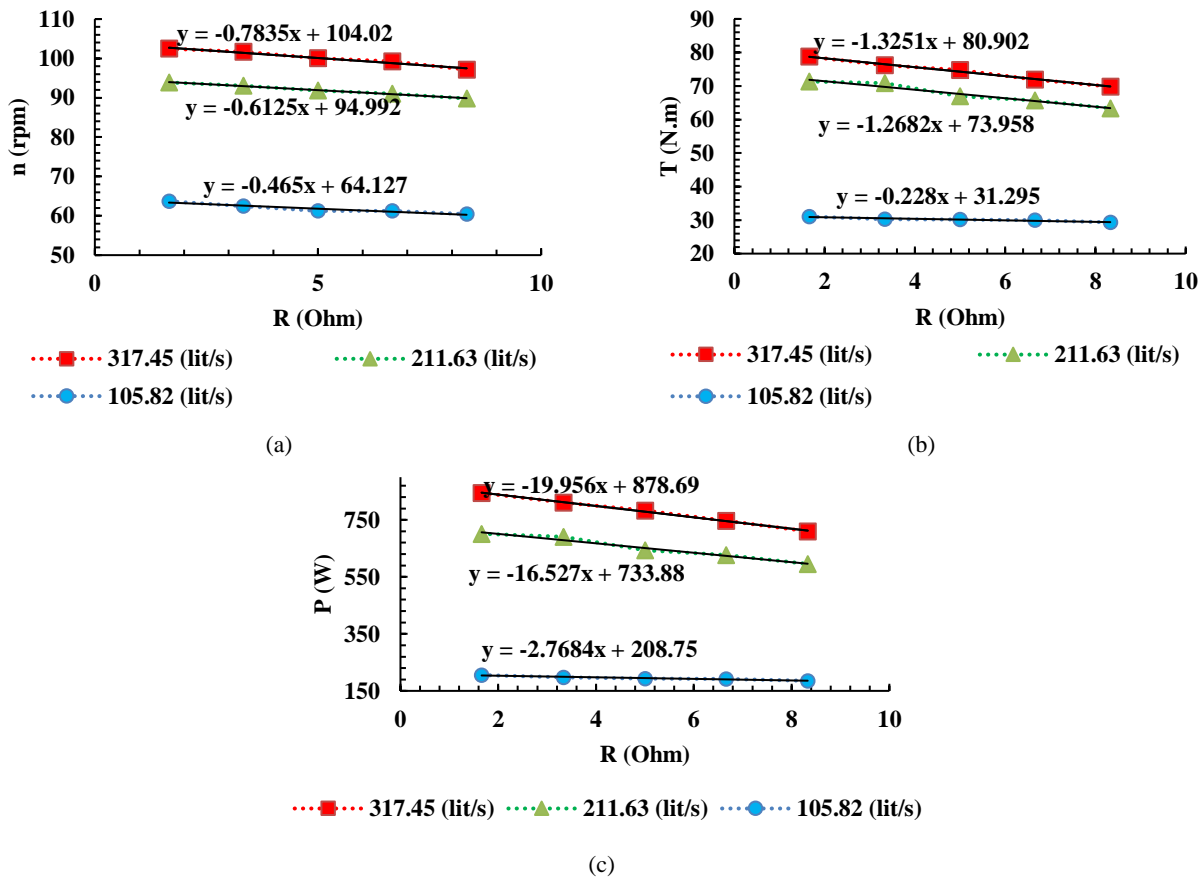 110
100
90
80
70
60
50
n (rpm)
y = -0.7835x + 104.02
y = -0.6125x + 94.992
y = -0.465x + 64.127
0
5
10
R (Ohm)
317.45 (lit/s)
211.63 (lit/s)
105.82 (lit/s)
(a)
90
80
70
60
50
40
30
20
T (N.m)
y = -1.3251x + 80.902
y = -1.2682x + 73.958
y = -0.228x + 31.295
0
2
4
6
8
10
R (Ohm)
317.45 (lit/s)
211.63 (lit/s)
105.82 (lit/s)
(b)
750
550
350
150
P (W)
y = -19.956x + 878.69
y = -16.527x + 733.88
y = -2.7684x + 208.75
0
2
4
6
8
10
R (Ohm)
317.45 (lit/s)
211.63 (lit/s)
105.82 (lit/s)
(c)